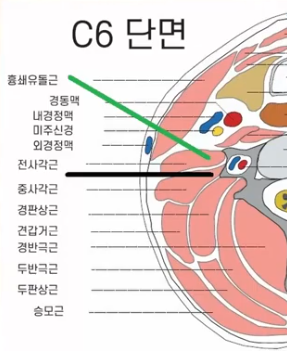 C6 단면
흉쇄유돌근
경동맥
내경정맥
미주신경
외경정맥
전사각근
중사각근
경판상근
견갑거근
경반극근
두반극근
두판상근
승모근